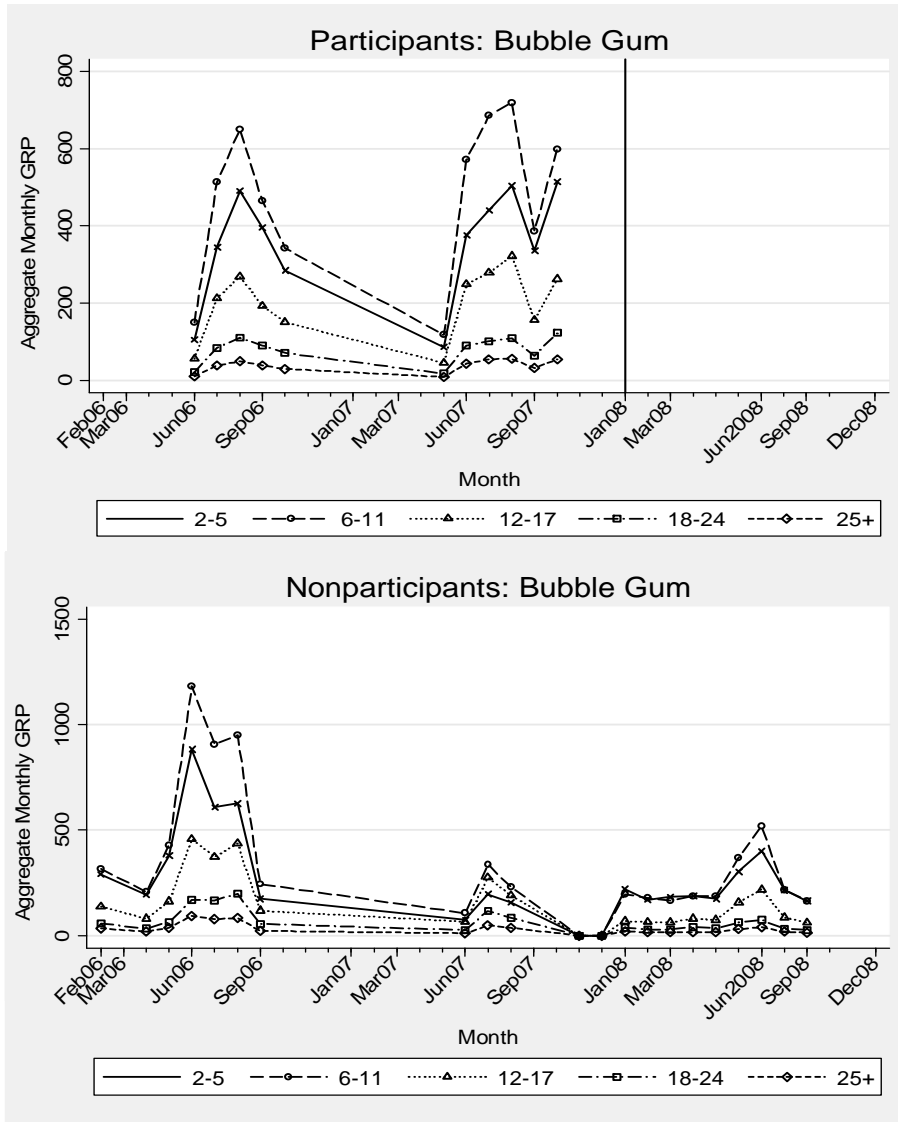 Participants: Bubble Gum
Aggregate Monthly GRP
800
600
400
200
0
Feb06 Mar06 Jun06 Sep06 Jan07 Mar07 Jun07 Sep07 Jan08 Mar08 Jun2008 Sep08 Dec08
Month
2-5 6-11 12-17 18-24 25+
Nonparticipants: Bubble Gum
Aggregate Monthly GRP
1500
1000
500
0
Feb06 Mar06 Jun06 Sep06 Jan07 Mar07 Jun07 Sep07 Jan08 Mar08 Jun2008 Sep08 Dec08
Month
2-5 6-11 12-17 18-24 25+